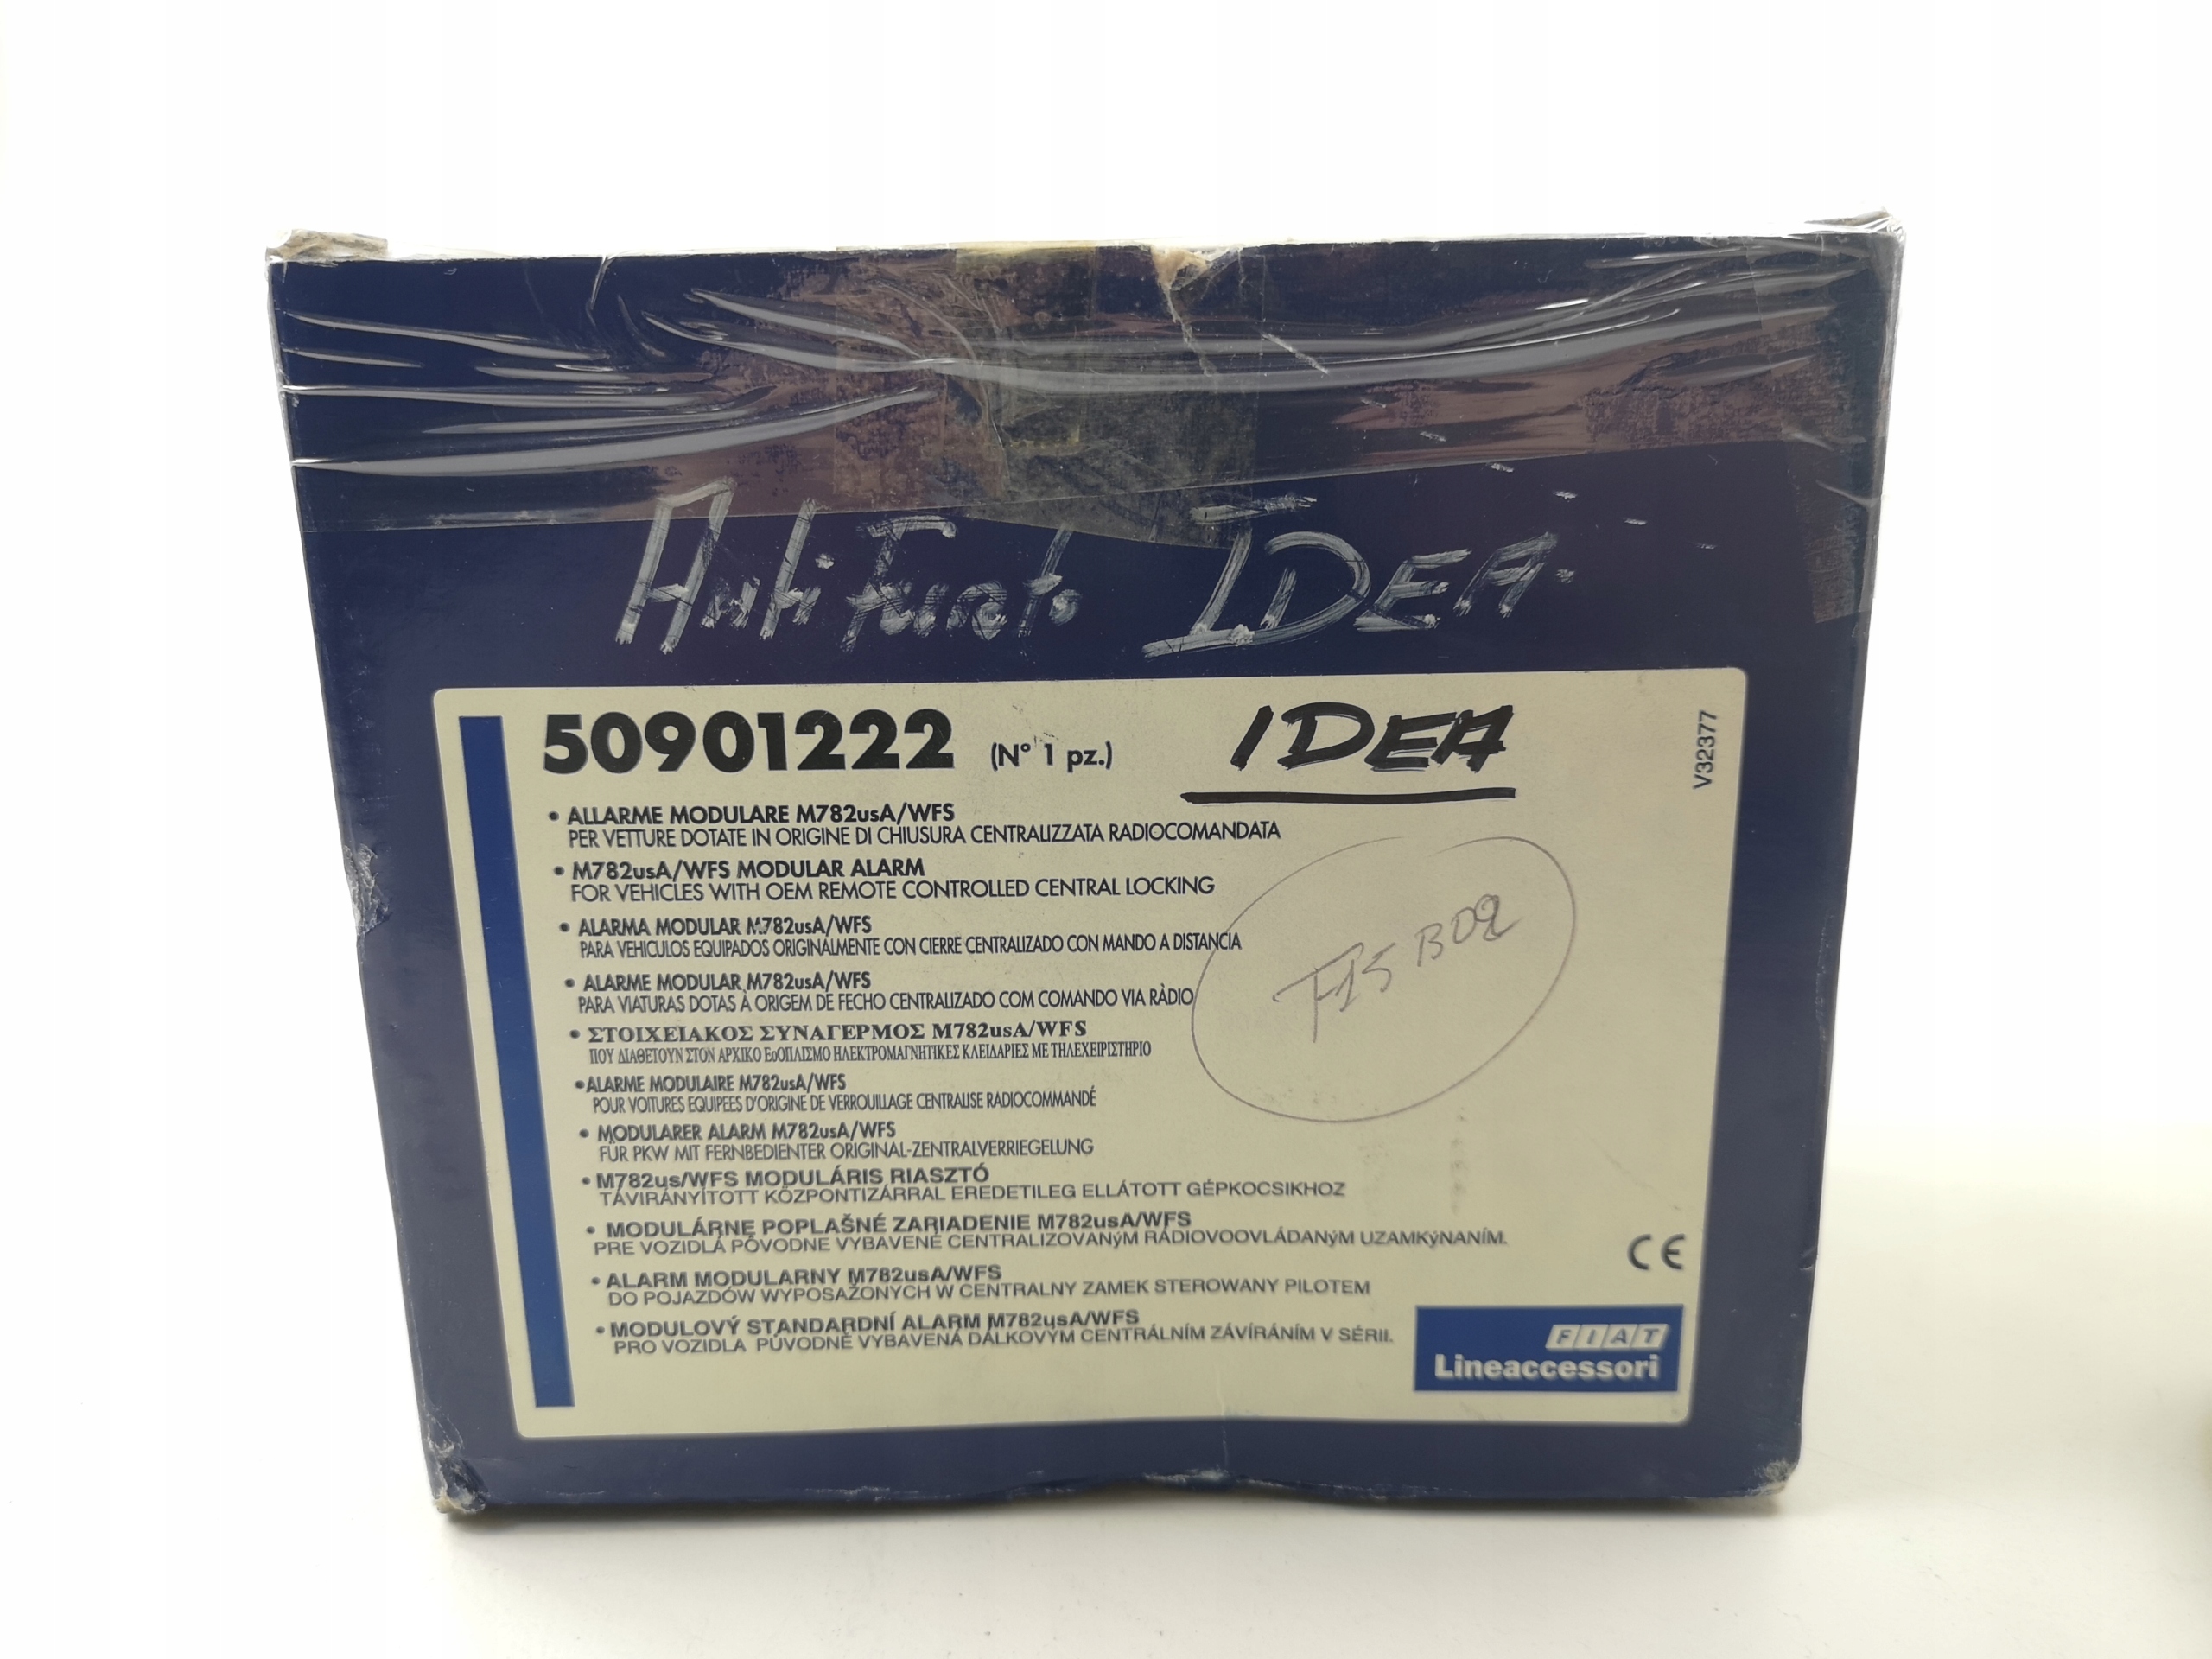 Antifurto IDEA.
50901222 (N° 1 pz.) IDEA
V32377
• ALLARME MODULARE M782usA/WFS
PER VETTURE DOTATE IN ORIGINE DI CHIUSURA CENTRALIZZATA RADIOCOMANDATA
• M782usA/WFS MODULAR ALARM
FOR VEHICLES WITH OEM REMOTE CONTROLLED CENTRAL LOCKING
• ALARMA MODULAR M782usA/WFS
PARA VEHICULOS EQUIPADOS ORIGINALMENTE CON CIERRE CENTRALIZADO CON MANDO A DISTANCIA
• ALARME MODULAR M782usA/WFS
PARA VIATURAS DOTAS À ORIGEM DE FECHO CENTRALIZADO COM COMANDO VIA RÀDIO
• ΣΤΟΙΧΕΙΑΚΟΣ ΣΥΝΑΓΕΡΜΟΣ M782usA/WFS
ΠΟΥ ΔΙΑΘΕΤΟΥΝ ΣΤΟΝ ΑΡΧΙΚΟ ΕσΟΠΛΙΣΜΟ ΗΛΕΚΤΡΟΜΑΓΝΗΤΙΚΕΣ ΚΛΕΙΔΑΡΙΕΣ ΜΕ ΤΗΛΕΧΕΙΡΙΣΤΗΡΙΟ
• ALARME MODULAIRE M782usA/WFS
POUR VOITURES EQUIPEES D'ORIGINE DE VERROUILLAGE CENTRALISE RADIOCOMMANDÉ
• MODULARER ALARM M782usA/WFS
FÜR PKW MIT FERNBEDIENTER ORIGINAL-ZENTRALVERRIEGELUNG
• M782us/WFS MODULÁRIS RIASZTÓ
TÁVIRÁNYÍTOTT KÖZPONTIZÁRRAL EREDETILEG ELLÁTOTT GÉPKOCSIKHOZ
• MODULÁRNE POPLAŠNÉ ZARIADENIE M782usA/WFS
PRE VOZIDLÁ PÔVODNE VYBAVENÉ CENTRALIZOVANýM RÁDIOVOOVLÁDANýM UZAMKýNANÍM.
• ALARM MODULARNY M782usA/WFS
DO POJAZDÓW WYPOSAŻONYCH W CENTRALNY ZAMEK STEROWANY PILOTEM
• MODULOVÝ STANDARDNÍ ALARM M782usA/WFS
PRO VOZIDLA PŮVODNĚ VYBAVENÁ DÁLKOVÝM CENTRÁLNÍM ZÁVÍRÁNÍM V SÉRII.
CE
FIAT
Lineaccessori